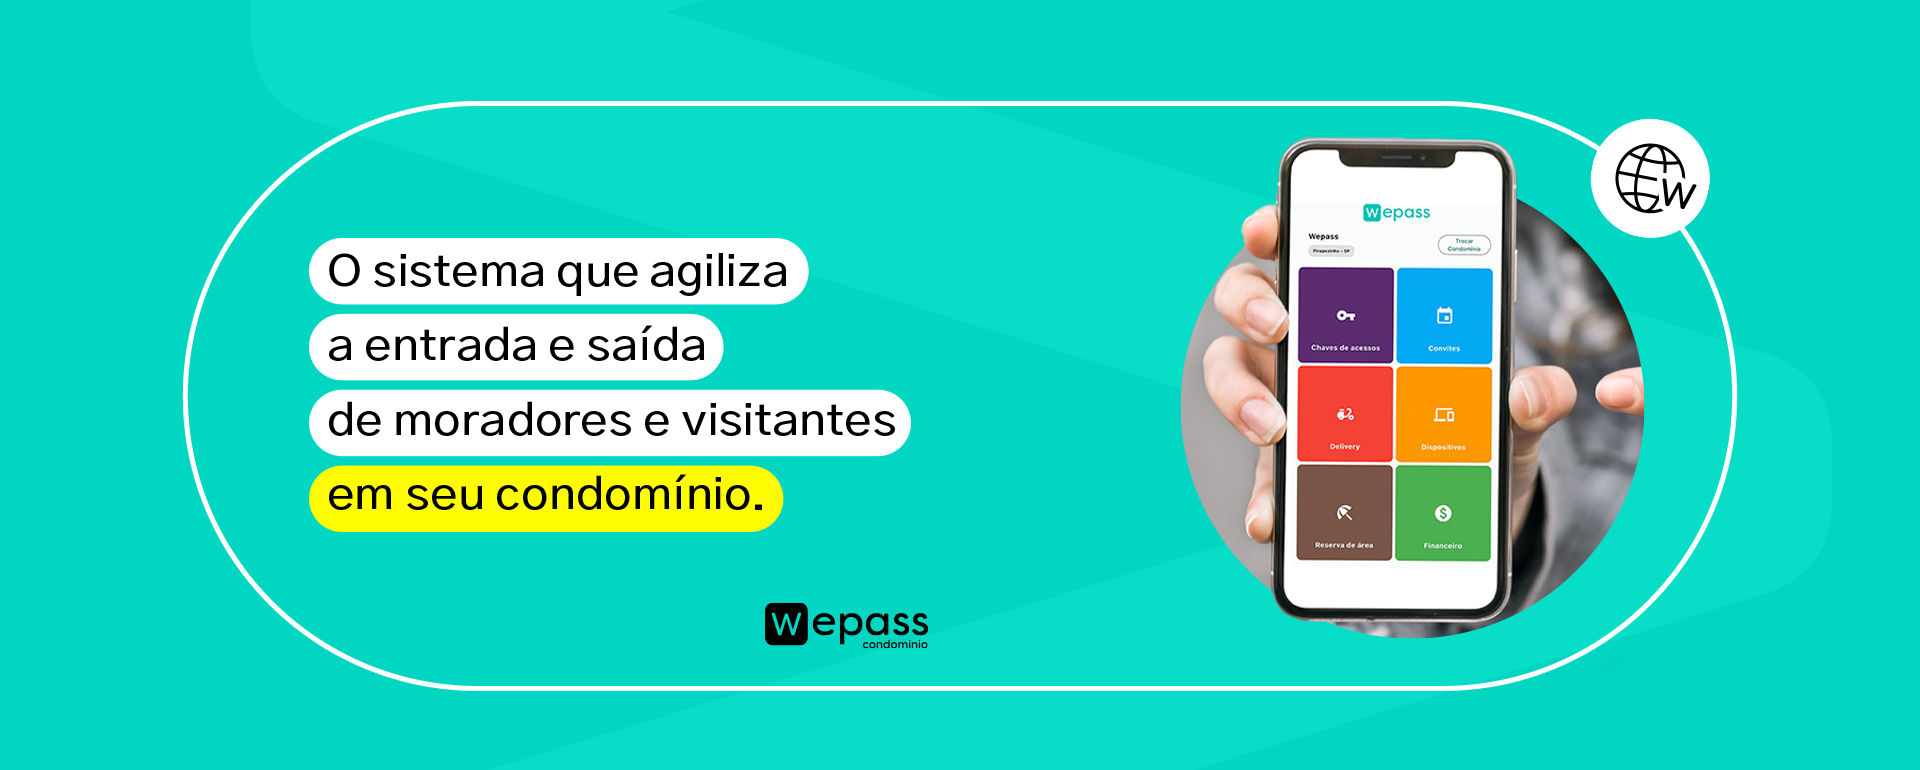 O sistema que agiliza
a entrada e saída
de moradores e visitantes
em seu condomínio.
wepass
condomínio
W
wepass
Wepass
Pirapozinho - SP
Trocar
Condomínio
Chaves de acessos
Convites
Delivery
Dispositivos
Reserva de área
Financeiro